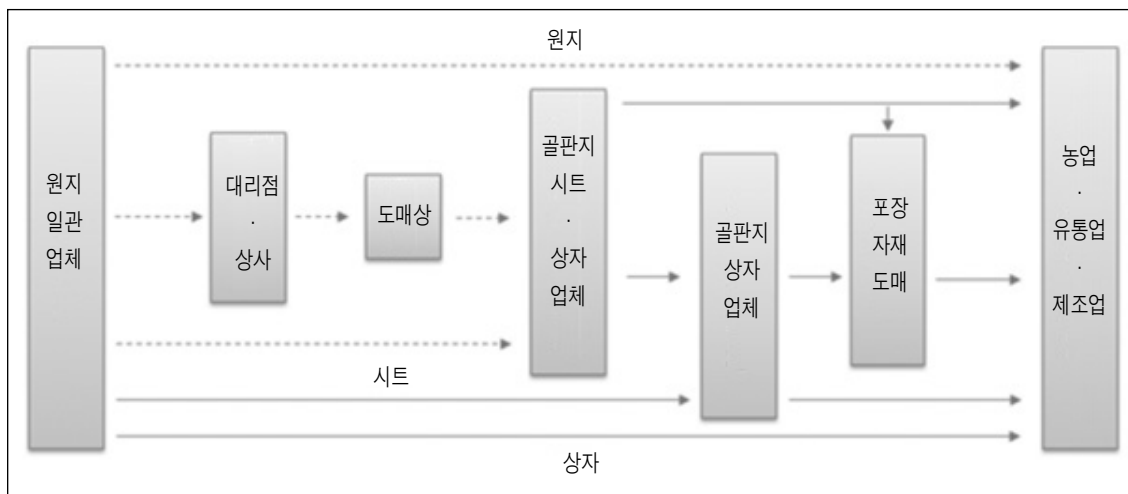 원지
원지
일관
업체
대리점
·
상사
도매상
골판지
시트
·
상자
업체
골판지
상자
업체
포장
자재
도매
농업
·
유통업
·
제조업
시트
상자